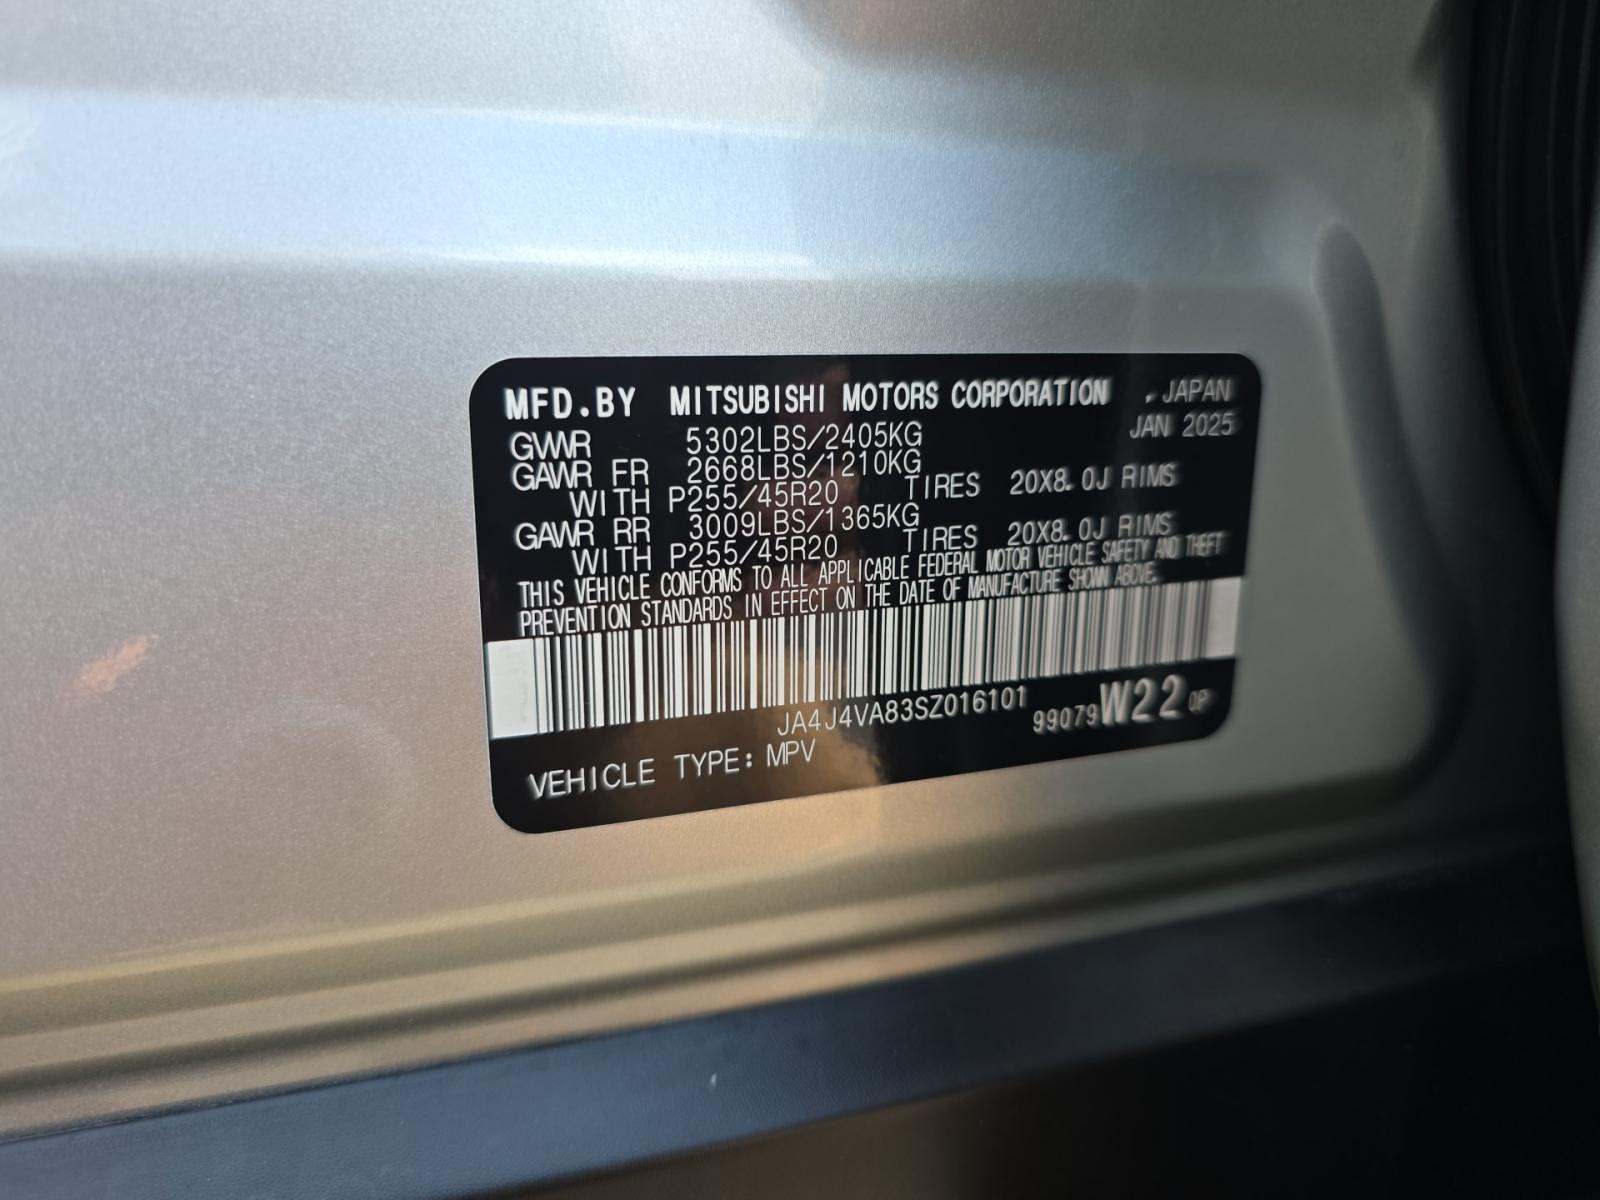 MFD.BY MITSUBISHI MOTORS CORPORATION , JAPAN
GVWR 5302LBS/2405KG JAN 2025
GAWR FR 2668LBS/1210KG
WITH P255/45R20 TIRES 20X8.0J RIMS
GAWR RR 3009LBS/1365KG
WITH P255/45R20 TIRES 20X8.0J RIMS
THIS VEHICLE CONFORMS TO ALL APPLICABLE FEDERAL MOTOR VEHICLE SAFETY AND THEFT
PREVENTION STANDARDS IN EFFECT ON THE DATE OF MANUFACTURE SHOWN ABOVE.
JA4J4VA83SZ016101 99079 W22 0P
VEHICLE TYPE: MPV